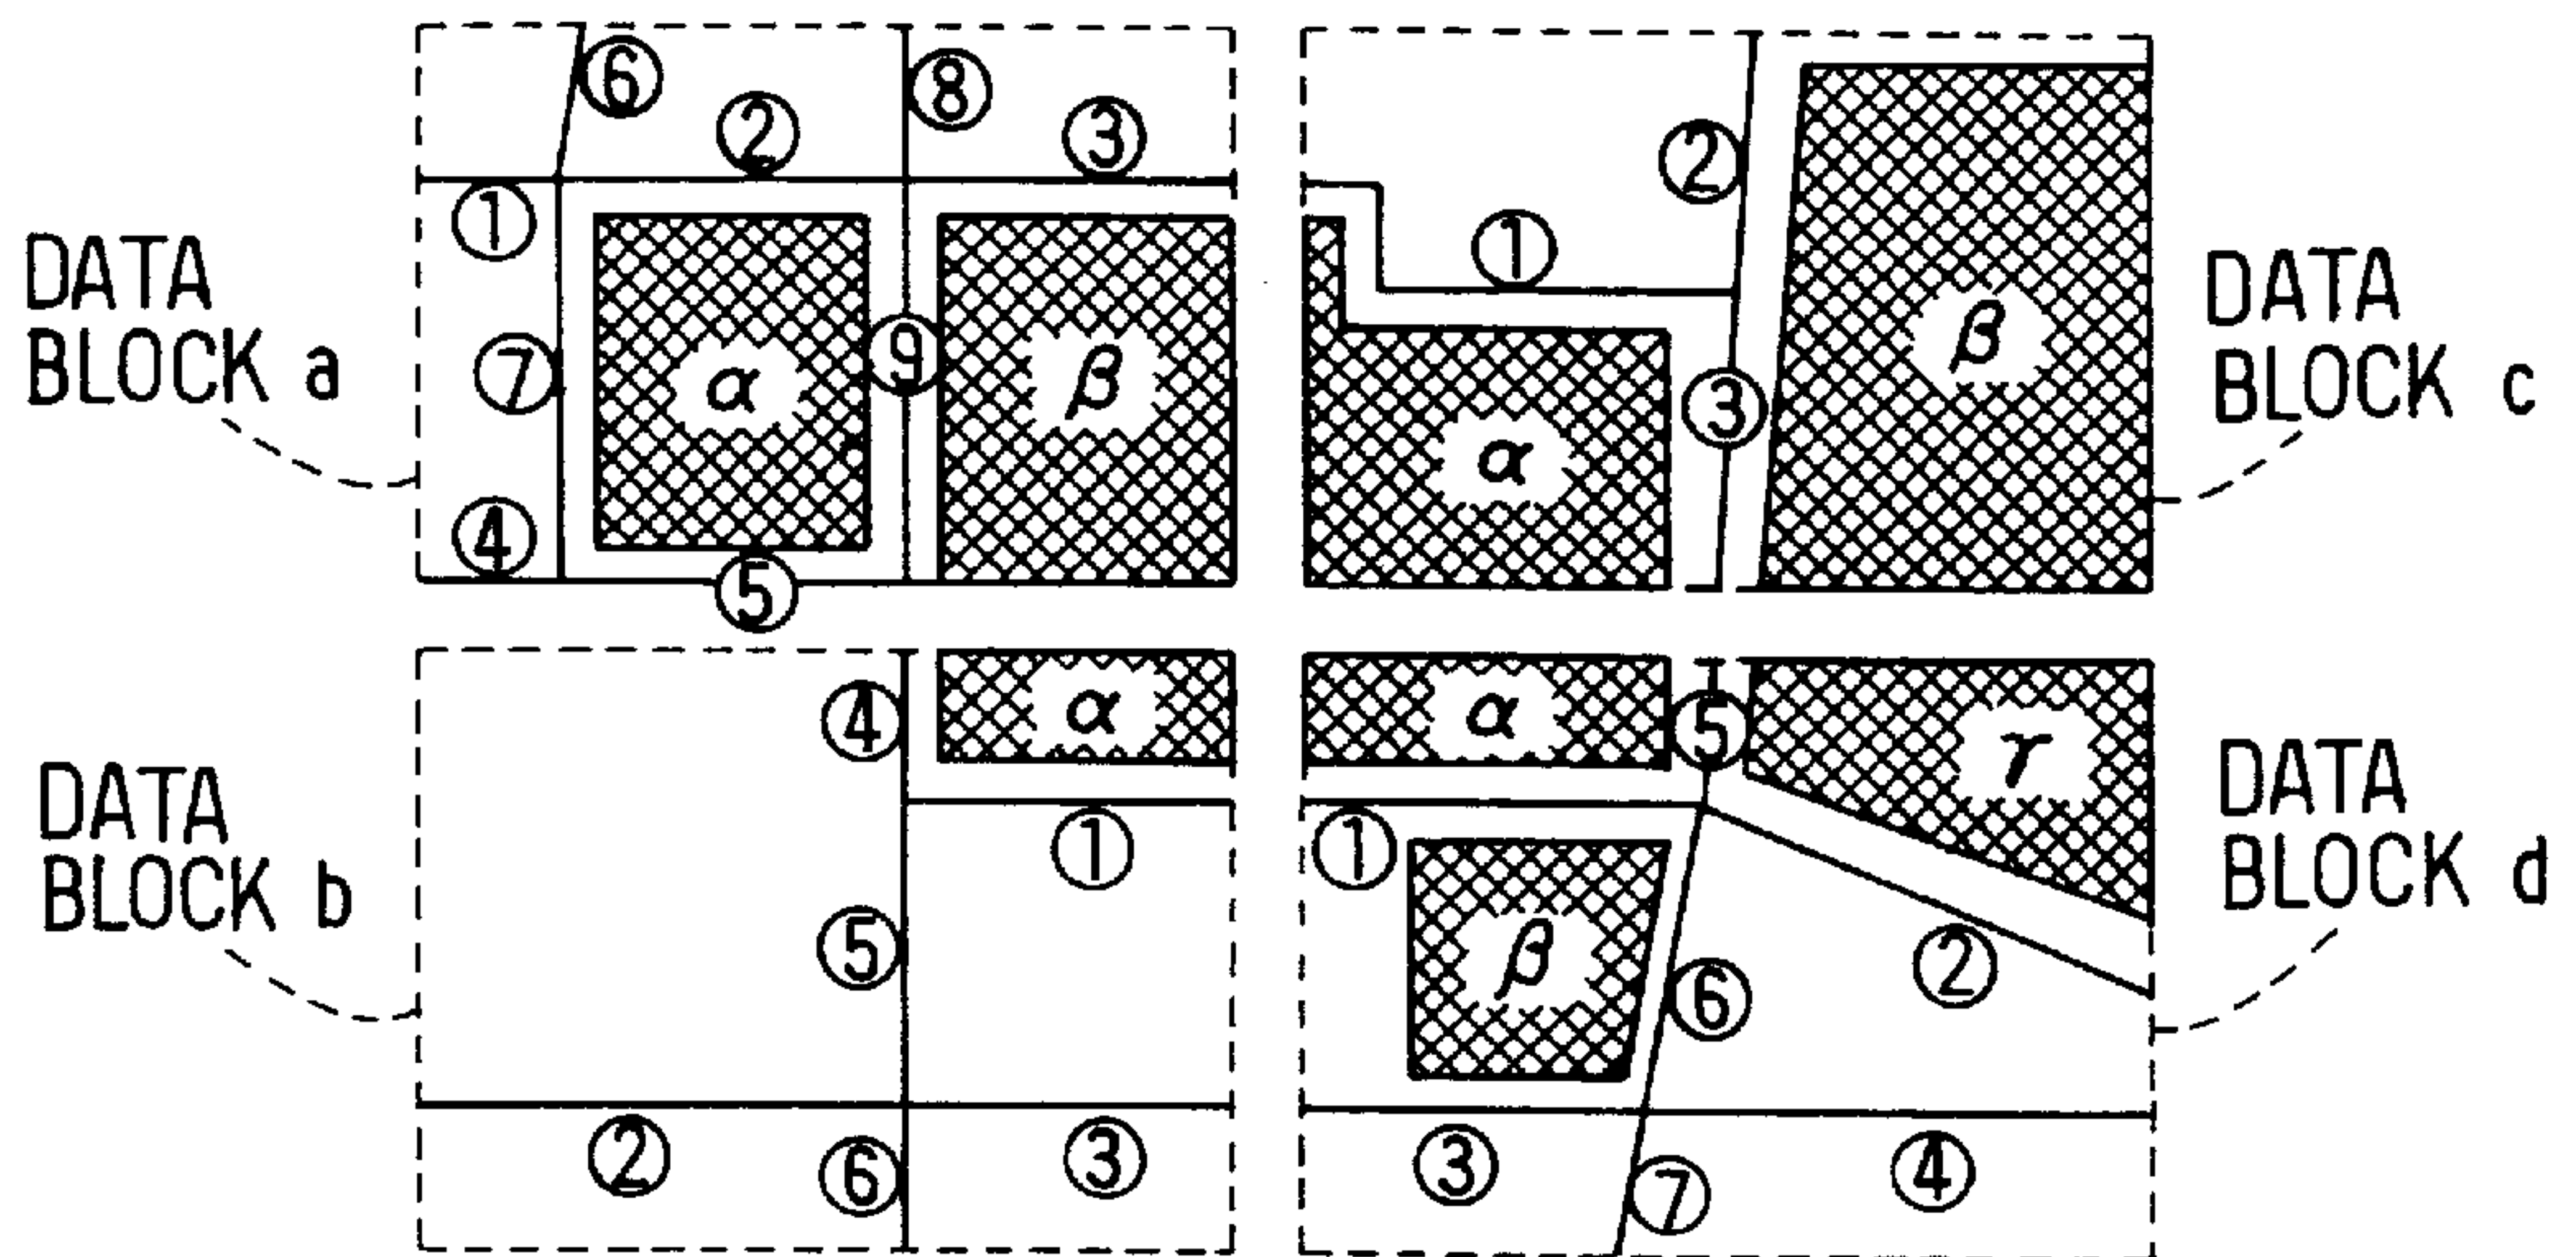 DATA
BLOCK a
⑥ ⑧
② ③
①
⑦ α ⑨ β
④
⑤
DATA
BLOCK c
②
①
β
③
α
DATA
BLOCK b
④ α
①
⑤
② ⑥ ③
DATA
BLOCK d
α ⑤ γ
①
β ⑥ ②
③ ⑦ ④